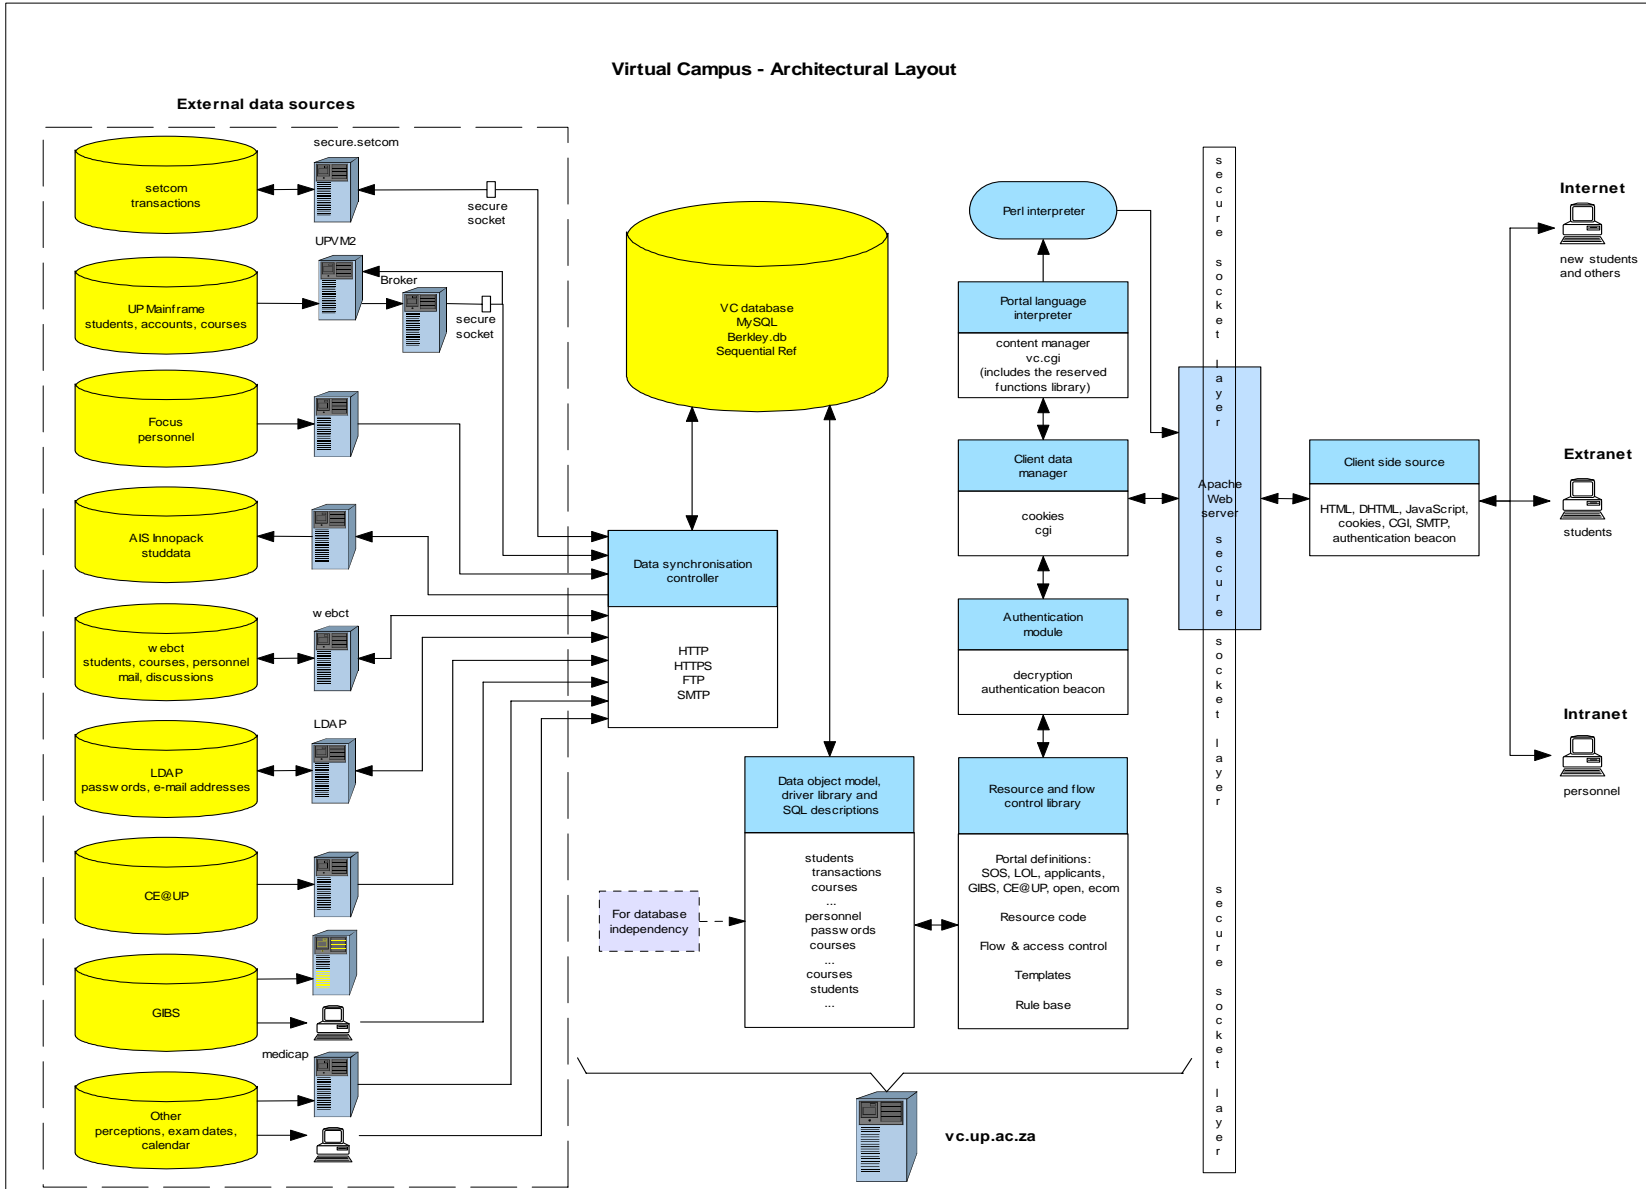 Virtual Campus - Architectural Layout
External data sources
setcom
transactions
secure.setcom
secure
socket
UP Mainframe
students, accounts, courses
UPVM2
Broker
secure
socket
Focus
personnel
AIS Innopack
studdata
webct
students, courses, personnel
mail, discussions
webct
LDAP
passwords, e-mail addresses
LDAP
CE@UP
GIBS
medicap
Other
perceptions, exam dates,
calendar
VC database
MySQL
Berkley.db
Sequential Ref
Data synchronisation
controller
HTTP
HTTPS
FTP
SMTP
For database
independency
Data object model,
driver library and
SQL descriptions
students
transactions
courses
...
personnel
passwords
courses
...
courses
students
...
Perl interpreter
Portal language
interpreter
content manager
vc.cgi
(includes the reserved
functions library)
Client data
manager
cookies
cgi
Authentication
module
decryption
authentication beacon
Resource and flow
control library
Portal definitions:
SOS, LOL, applicants,
GIBS, CE@UP, open, ecom
Resource code
Flow & access control
Templates
Rule base
vc.up.ac.za
secure socket layer
Apache
Web
server
secure socket layer
secure socket layer
Client side source
HTML, DHTML, JavaScript,
cookies, CGI, SMTP,
authentication beacon
Internet
new students
and others
Extranet
students
Intranet
personnel